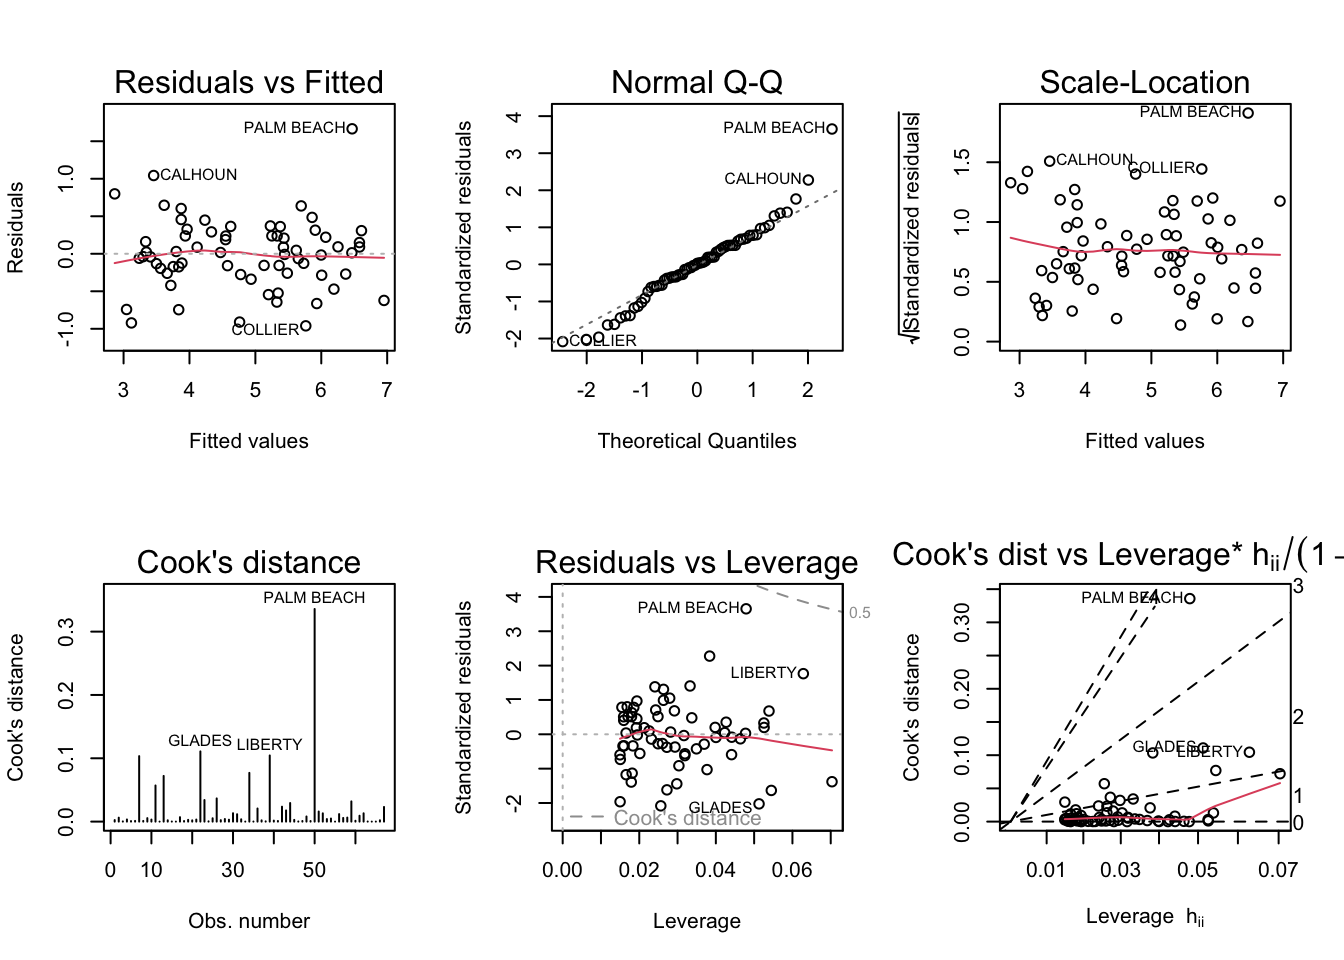 Residuals vs Fitted
PALM BEACH
CALHOUN
COLLIER
1.0
0.0
-1.0
Residuals
3 4 5 6 7
Fitted values
Normal Q-Q
PALM BEACH
CALHOUN
COLLIER
4
3
2
1
0
-1
-2
Standardized residuals
-2 -1 0 1 2
Theoretical Quantiles
Scale-Location
PALM BEACH
CALHOUN
COLLIER
1.5
1.0
0.5
0.0
√|Standardized residuals|
3 4 5 6 7
Fitted values
Cook's distance
PALM BEACH
GLADES
LIBERTY
0.3
0.2
0.1
0.0
Cook's distance
0 10 30 50
Obs. number
Residuals vs Leverage
PALM BEACH
0.5
LIBERTY
GLADES
Cook's distance
4
3
2
1
0
-2
Standardized residuals
0.00 0.02 0.04 0.06
Leverage
Cook's dist vs Leverage* hii/(1−
PALM BEACH
4
3
GLADES
LIBERTY
2
1
0
0.30
0.20
0.10
0.00
Cook's distance
0.01 0.03 0.05 0.07
Leverage hii